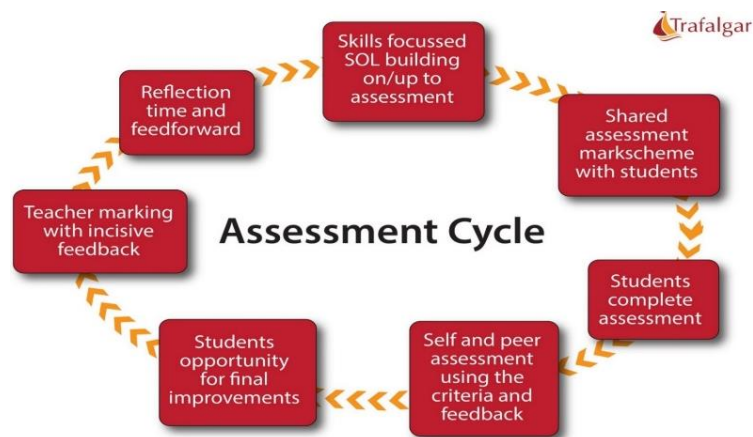 Trafalgar
Skills focussed
SOL building
on/up to
assessment
Shared
assessment
markscheme
with students
Students
complete
assessment
Self and peer
assessment
using the
criteria and
feedback
Students
opportunity
for final
improvements
Teacher marking
with incisive
feedback
Reflection
time and
feedforward
Assessment Cycle